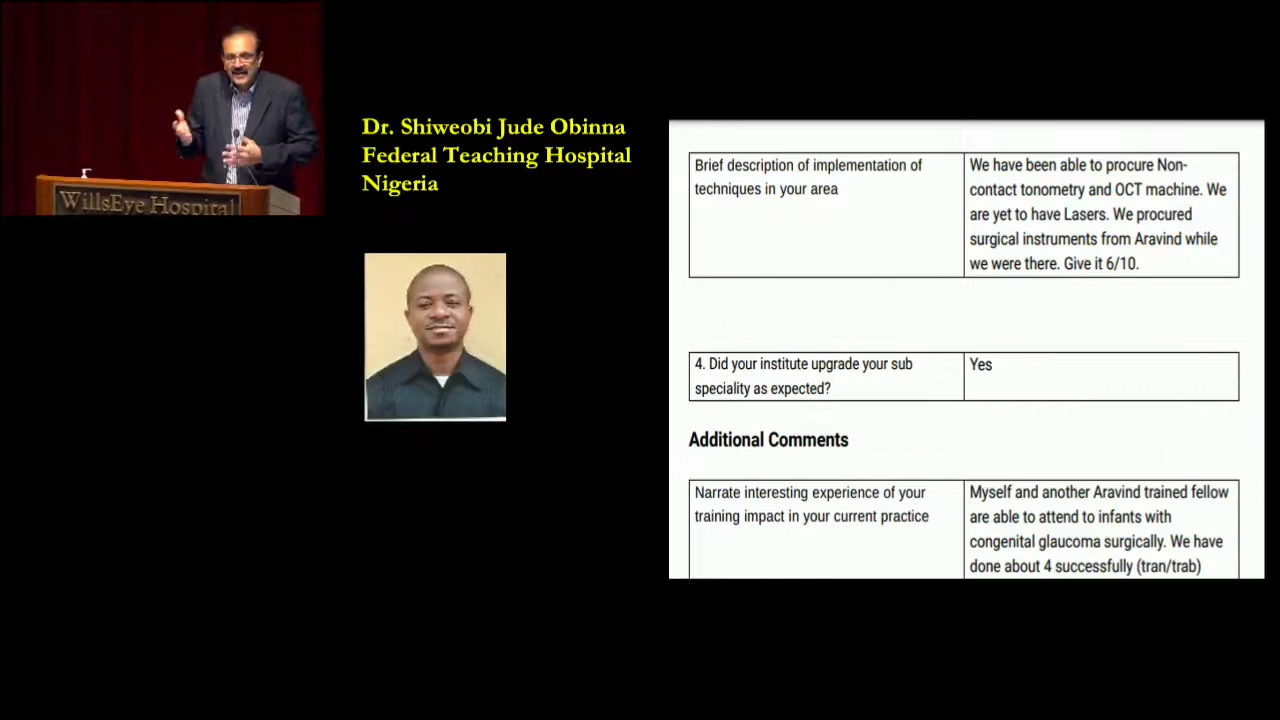 WillsEye Hospital
Dr. Shiweobi Jude Obinna
Federal Teaching Hospital
Nigeria
Brief description of implementation of
techniques in your area
We have been able to procure Non-
contact tonometry and OCT machine. We
are yet to have Lasers. We procured
surgical instruments from Aravind while
we were there. Give it 6/10.
4. Did your institute upgrade your sub
speciality as expected?
Yes
Additional Comments
Narrate interesting experience of your
training impact in your current practice
Myself and another Aravind trained fellow
are able to attend to infants with
congenital glaucoma surgically. We have
done about 4 successfully (tran/trab)